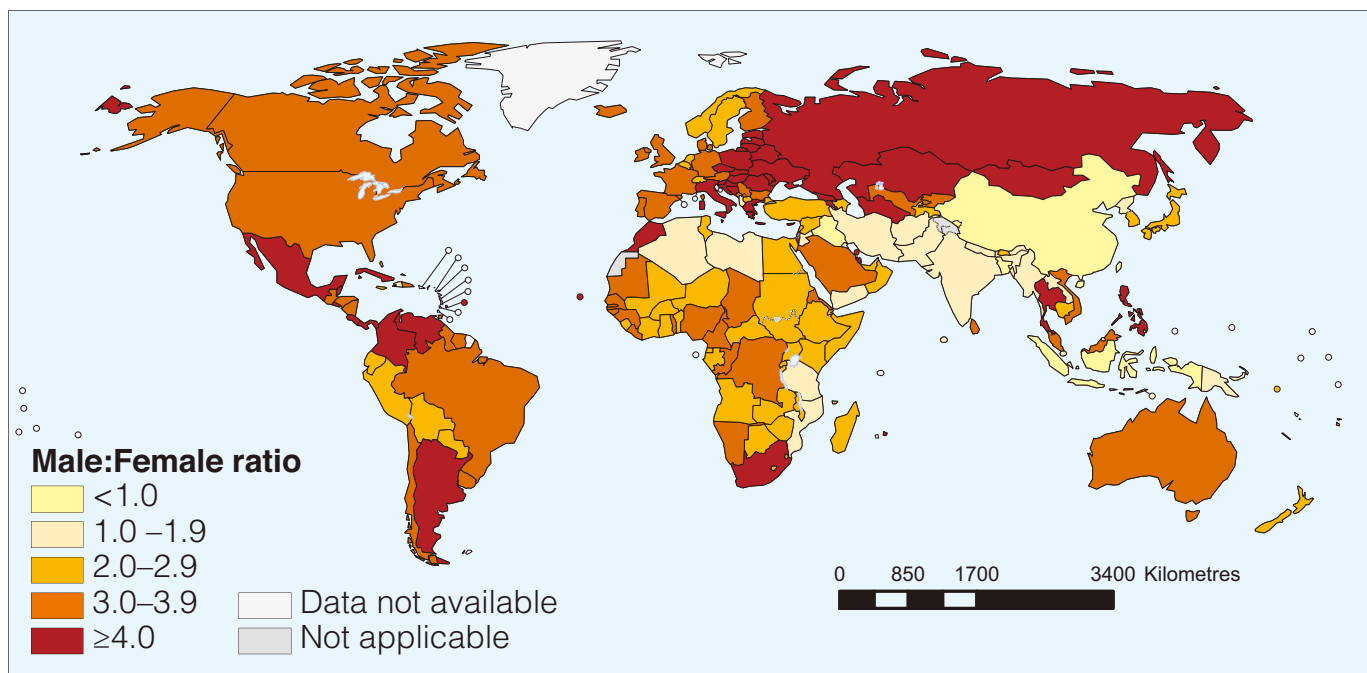 Male:Female ratio
<1.0
1.0 –1.9
2.0–2.9
3.0–3.9
≥4.0
Data not available
Not applicable
0 850 1700 3400 Kilometres